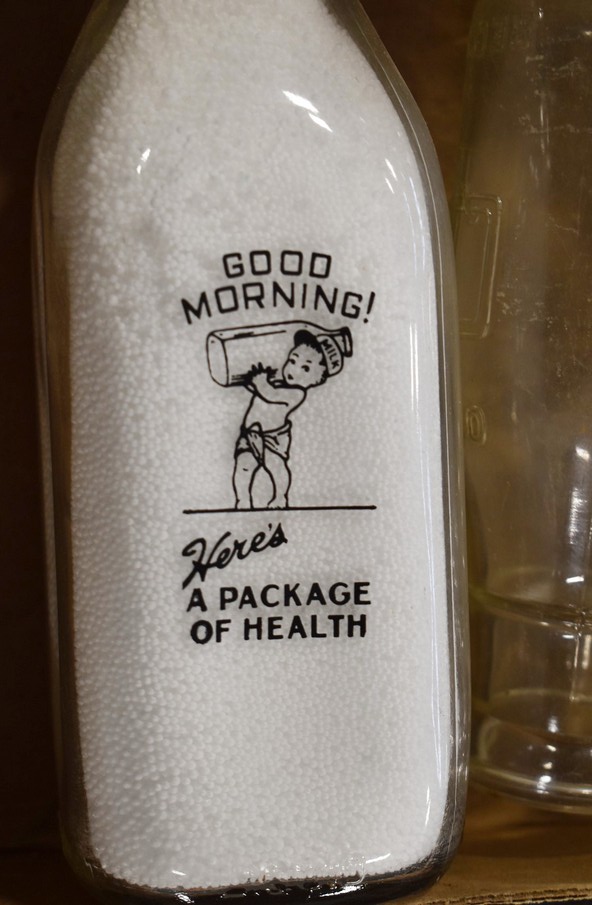 GOOD
MORNING!
MILK
Here's
A PACKAGE
OF HEALTH